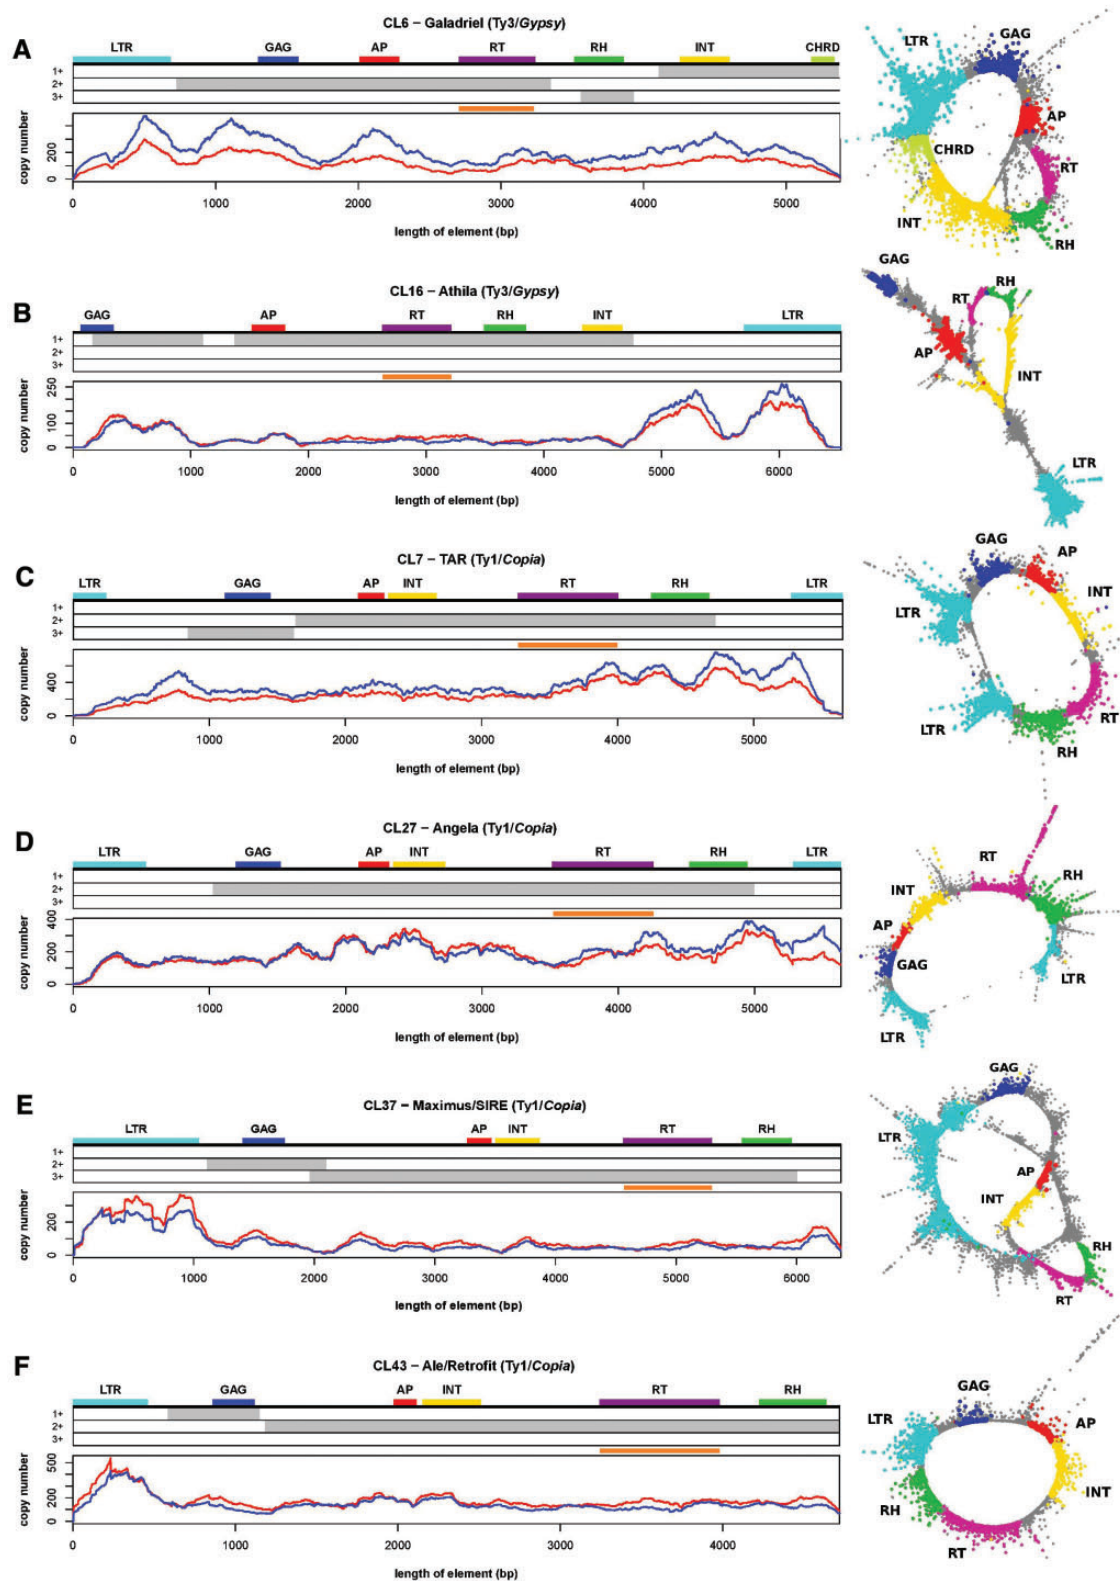 CL6 – Galadriel (Ty3/Gypsy)
A
LTR GAG AP RT RH INT CHRD
1+
2+
3+
copy number
200
0
0 1000 2000 3000 4000 5000
length of element (bp)
LTR
GAG
AP
CHRD
RT
INT
RH
CL16 – Athila (Ty3/Gypsy)
B
GAG AP RT RH INT LTR
1+
2+
3+
copy number
250
100
0
0 1000 2000 3000 4000 5000 6000
length of element (bp)
GAG
RH
RT
AP
INT
LTR
CL7 – TAR (Ty1/Copia)
C
LTR GAG AP INT RT RH LTR
1+
2+
3+
copy number
400
0
0 1000 2000 3000 4000 5000
length of element (bp)
GAG
AP
INT
LTR
RT
LTR
RH
CL27 – Angela (Ty1/Copia)
D
LTR GAG AP INT RT RH LTR
1+
2+
3+
copy number
400
200
0
0 1000 2000 3000 4000 5000
length of element (bp)
RT
RH
INT
AP
GAG
LTR
LTR
CL37 – Maximus/SIRE (Ty1/Copia)
E
LTR GAG AP INT RT RH
1+
2+
3+
copy number
200
0
0 1000 2000 3000 4000 5000 6000
length of element (bp)
GAG
LTR
AP
INT
RH
RT
CL43 – Ale/Retrofit (Ty1/Copia)
F
LTR GAG AP INT RT RH
1+
2+
3+
copy number
500
200
0
0 1000 2000 3000 4000
length of element (bp)
GAG
LTR
AP
INT
RH
RT